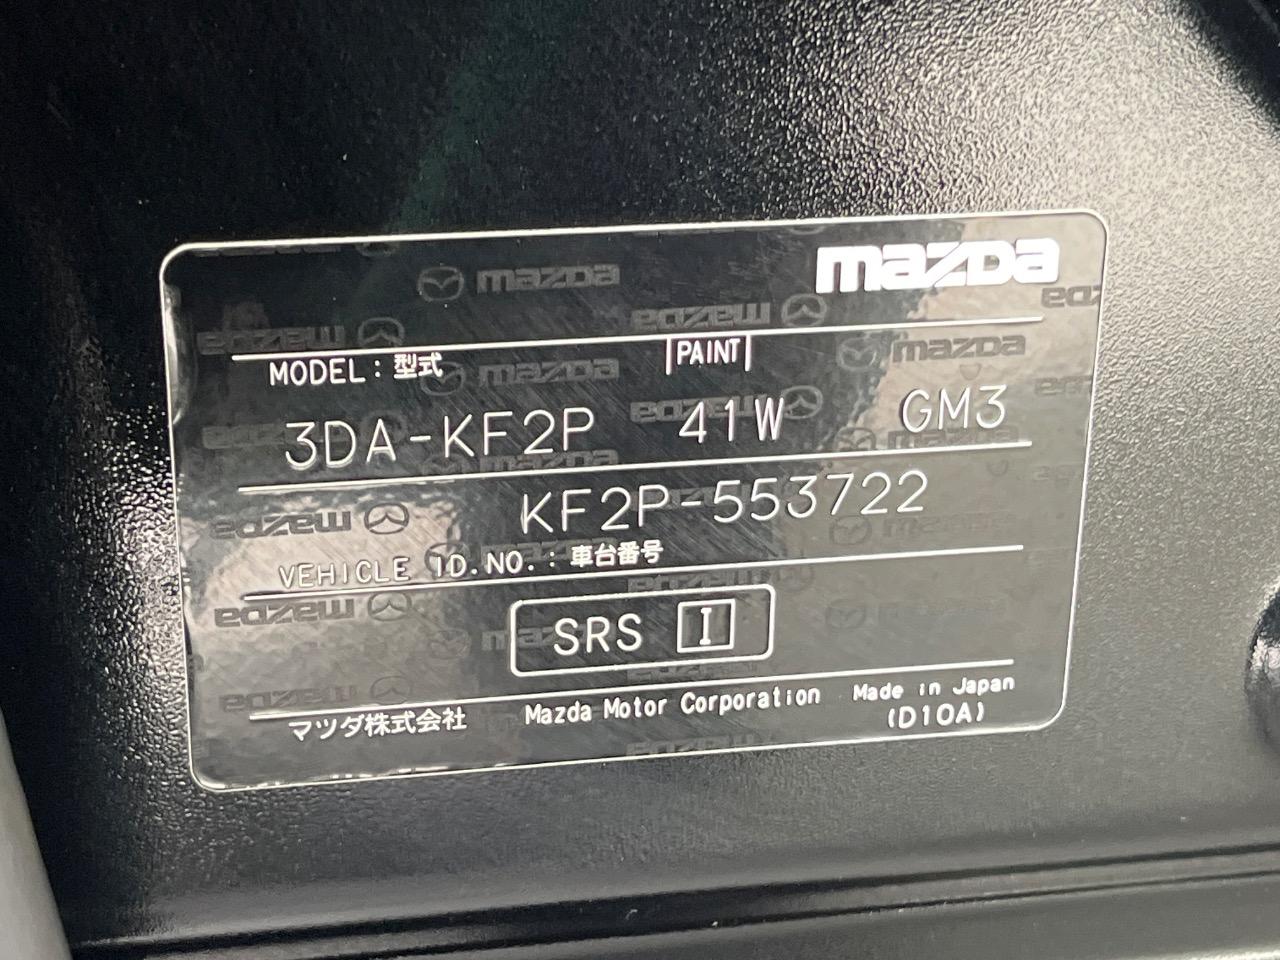 mazda
MODEL：型式 PAINT
3DA-KF2P 41W GM3
KF2P-553722
VEHICLE ID.NO.：車台番号
SRS I
マツダ株式会社 Mazda Motor Corporation Made in Japan
(D10A)